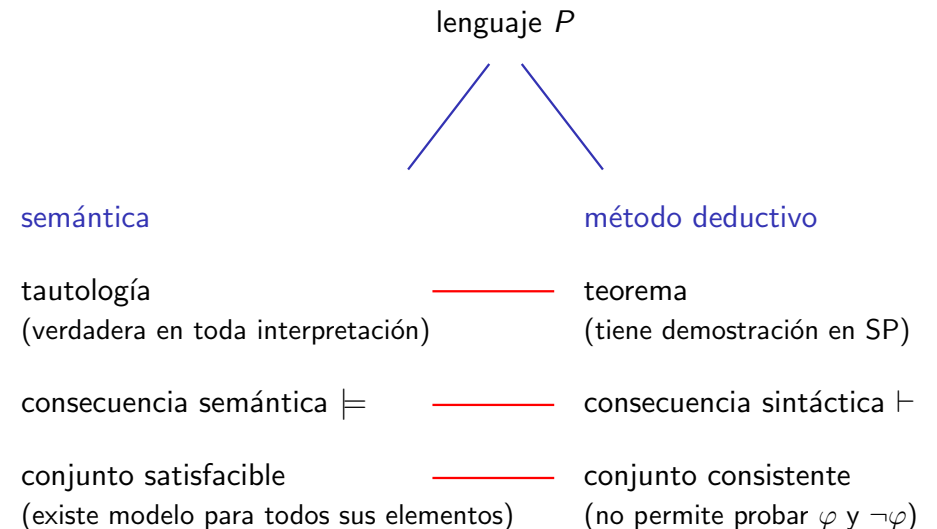 lenguaje P
semántica
método deductivo
tautología
teorema
(verdadera en toda interpretación)
(tiene demostración en SP)
consecuencia semántica ⊨
consecuencia sintáctica ⊢
conjunto satisfacible
conjunto consistente
(existe modelo para todos sus elementos)
(no permite probar φ y ¬φ)